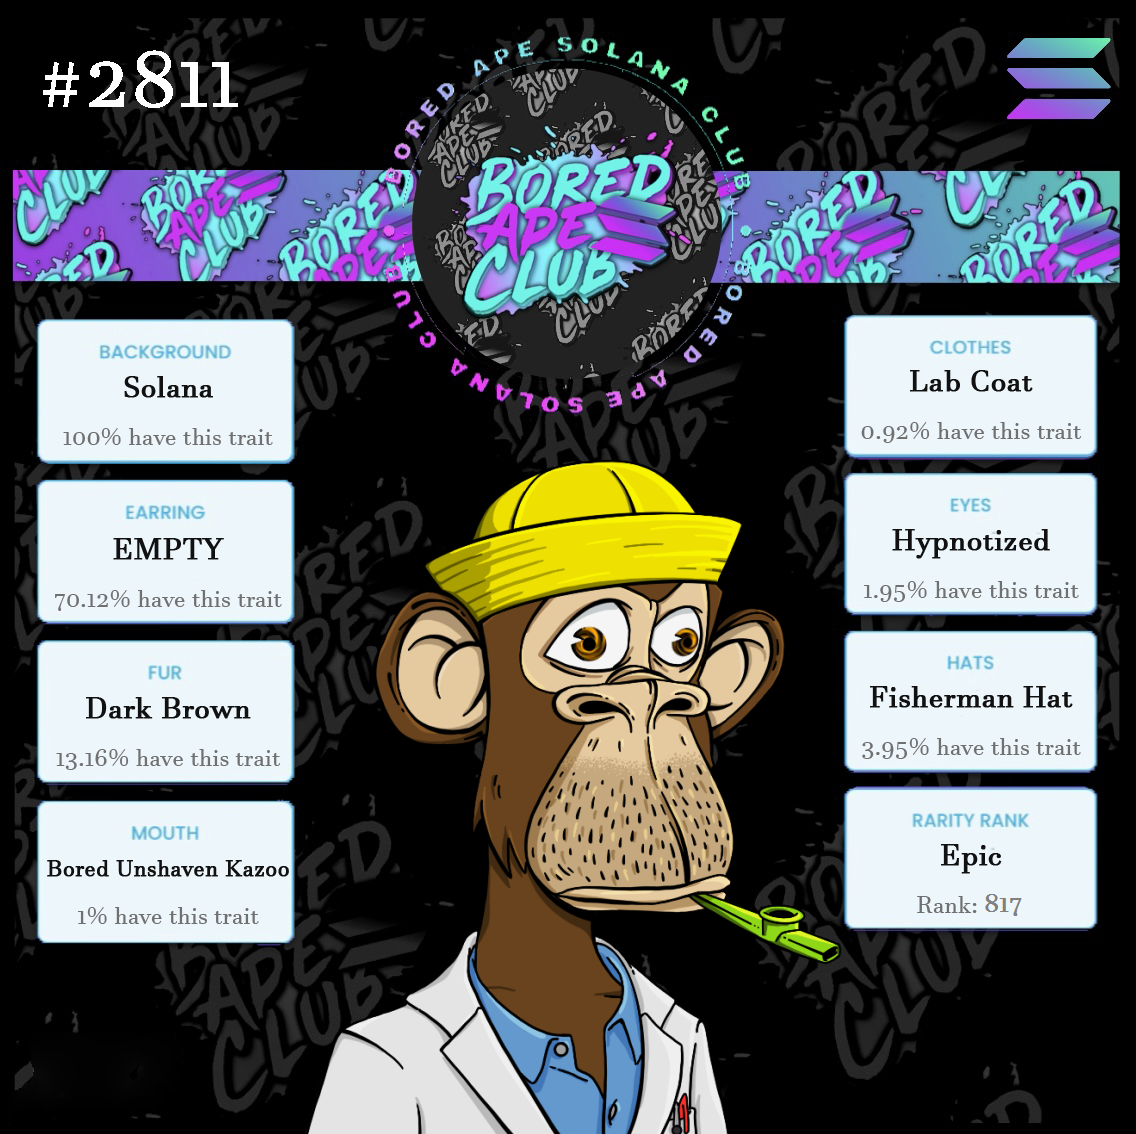 #2811
BORED APE SOLANA CLUB
BORED APE SOLANA CLUB
BORED
APE
CLUB
BACKGROUND
Solana
100% have this trait
EARRING
EMPTY
70.12% have this trait
FUR
Dark Brown
13.16% have this trait
MOUTH
Bored Unshaven Kazoo
1% have this trait
CLOTHES
Lab Coat
0.92% have this trait
EYES
Hypnotized
1.95% have this trait
HATS
Fisherman Hat
3.95% have this trait
RARITY RANK
Epic
Rank: 817